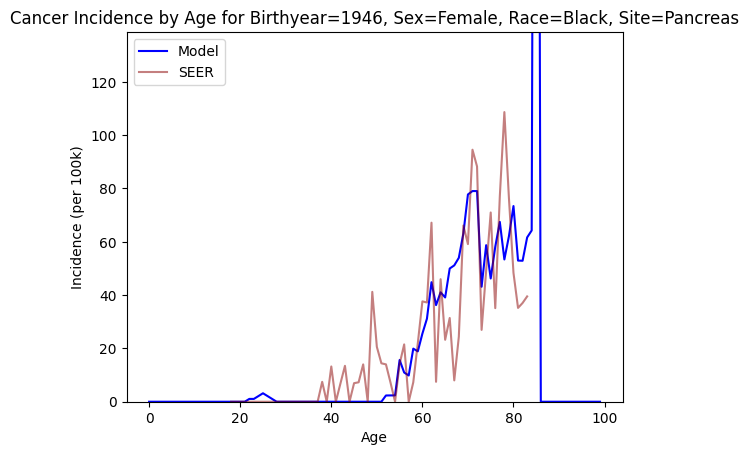 Cancer Incidence by Age for Birthyear=1946, Sex=Female, Race=Black, Site=Pancreas
Model
SEER
Incidence (per 100k)
120
100
80
60
40
20
0
0 20 40 60 80 100
Age